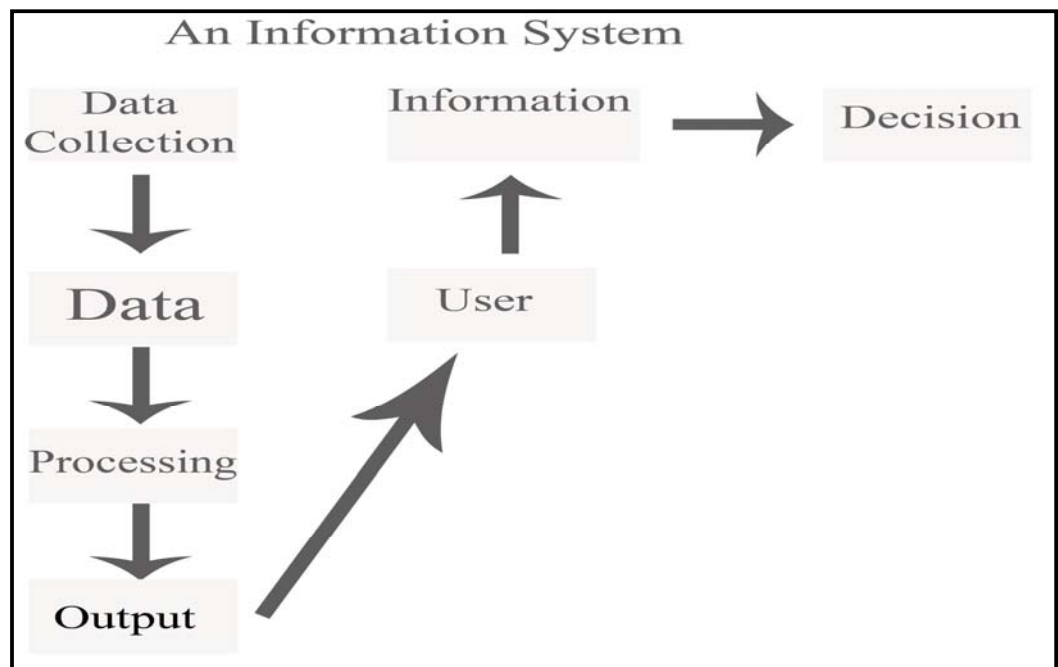 An Information System
Data
Collection
Data
Processing
Output
User
Information
Decision